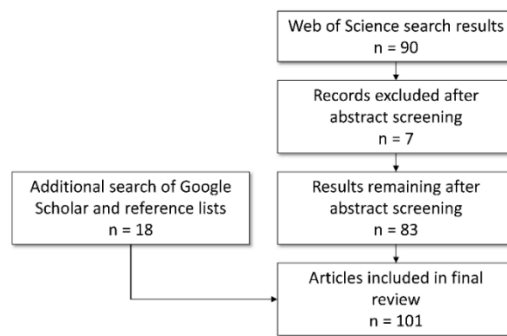 Web of Science search results
n = 90
Records excluded after
abstract screening
n = 7
Additional search of Google
Scholar and reference lists
n = 18
Results remaining after
abstract screening
n = 83
Articles included in final
review
n = 101